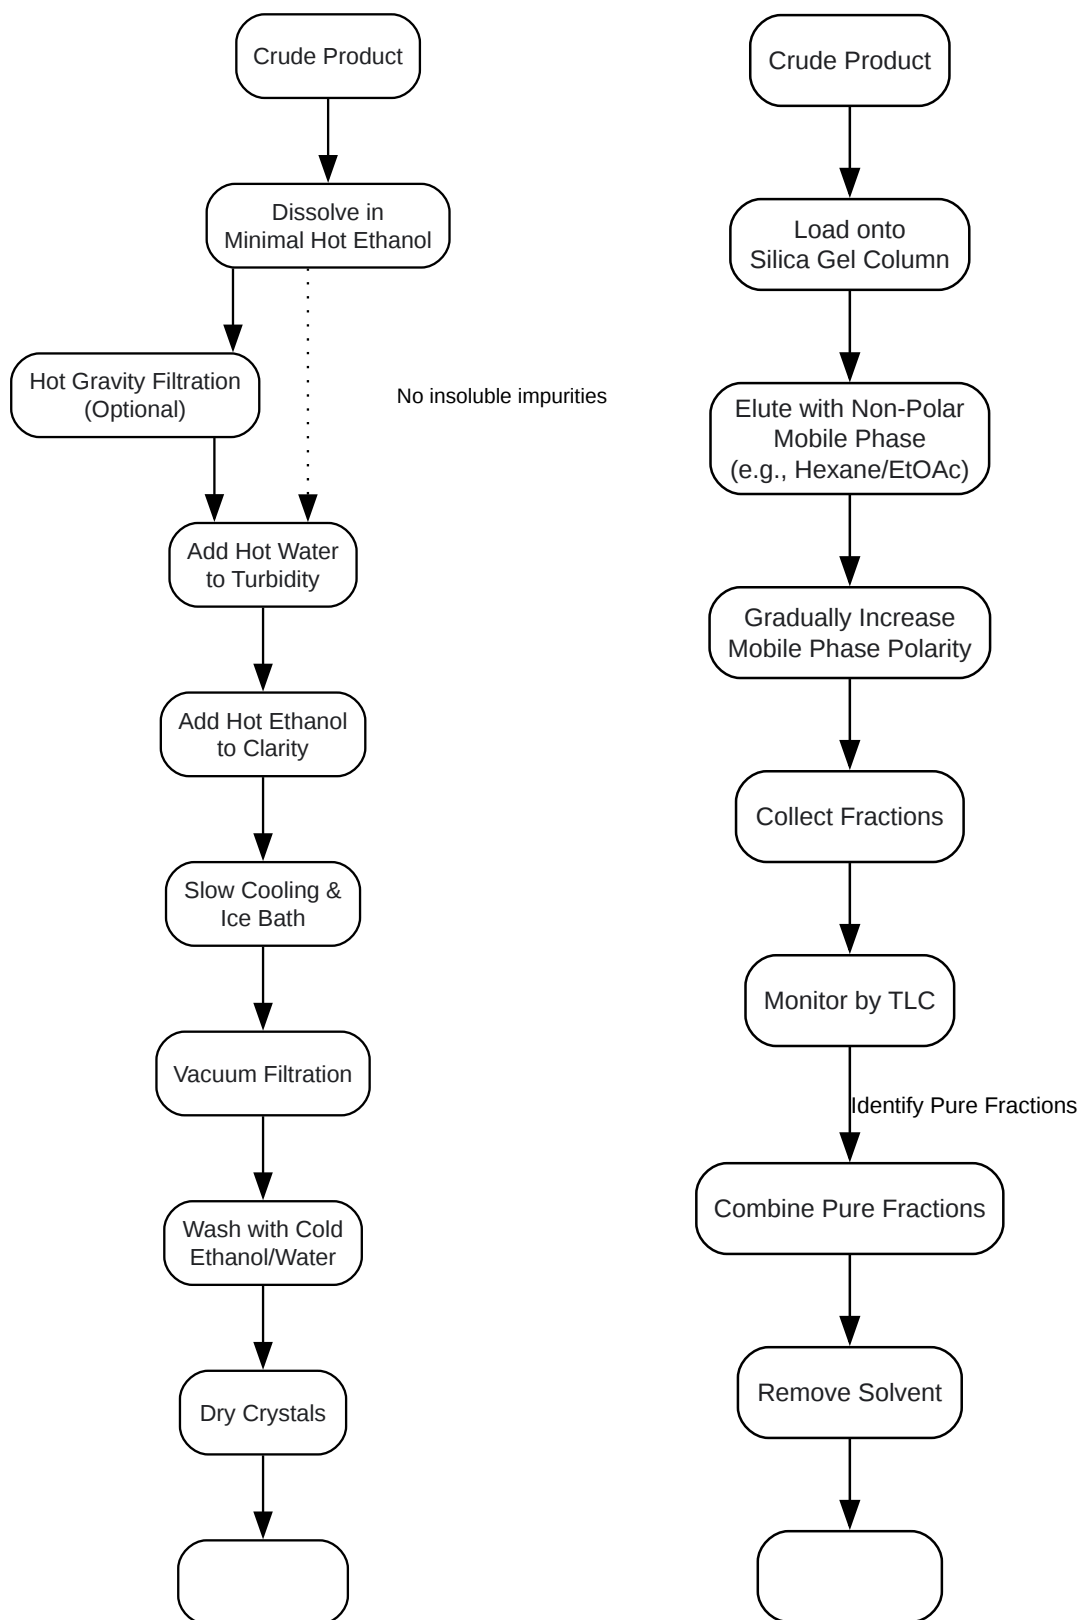 Crude Product
Dissolve in
Minimal Hot Ethanol
Hot Gravity Filtration
(Optional)
No insoluble impurities
Add Hot Water
to Turbidity
Add Hot Ethanol
to Clarity
Slow Cooling &
Ice Bath
Vacuum Filtration
Wash with Cold
Ethanol/Water
Dry Crystals
Crude Product
Load onto
Silica Gel Column
Elute with Non-Polar
Mobile Phase
(e.g., Hexane/EtOAc)
Gradually Increase
Mobile Phase Polarity
Collect Fractions
Monitor by TLC
Identify Pure Fractions
Combine Pure Fractions
Remove Solvent